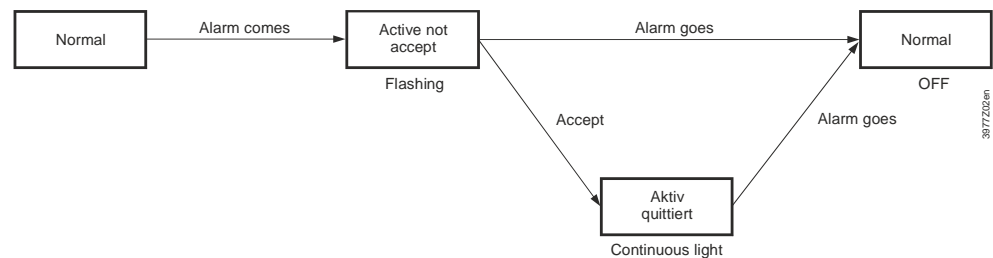 Normal
Alarm comes
Active not
accept
Flashing
Alarm goes
Normal
OFF
Accept
Alarm goes
Aktiv
quittiert
Continuous light
3977Z02en